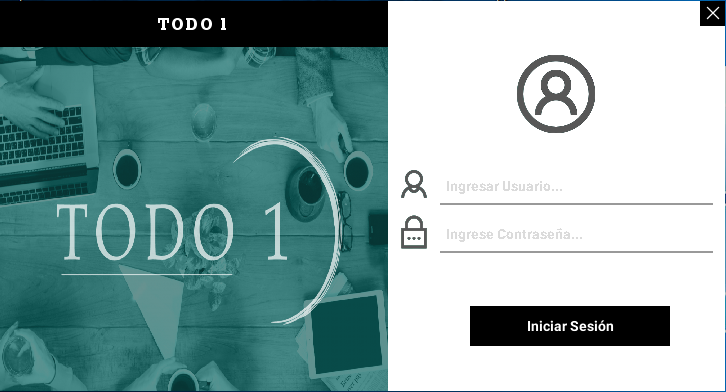 TODO 1
TODO 1
Ingresar Usuario...
Ingrese Contraseña...
Iniciar Sesión